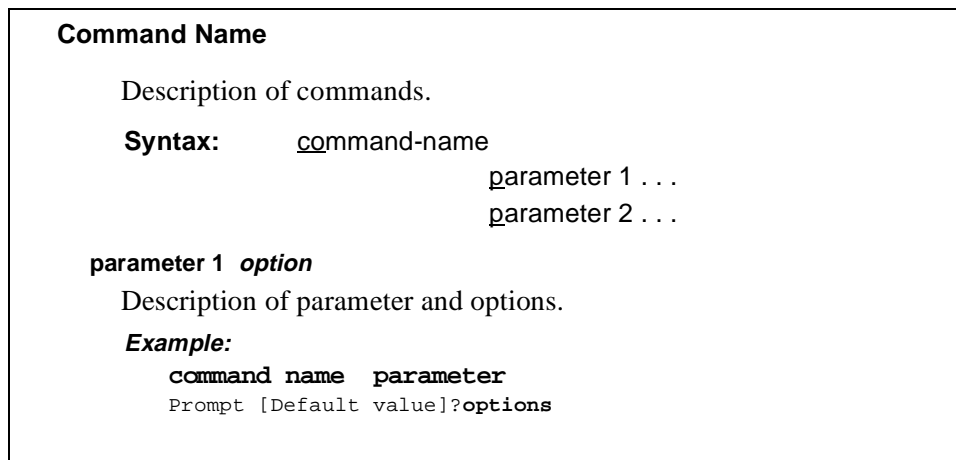 Command Name
Description of commands.
Syntax: command-name
parameter 1 . . .
parameter 2 . . .
parameter 1 option
Description of parameter and options.
Example:
command name parameter
Prompt [Default value]?options